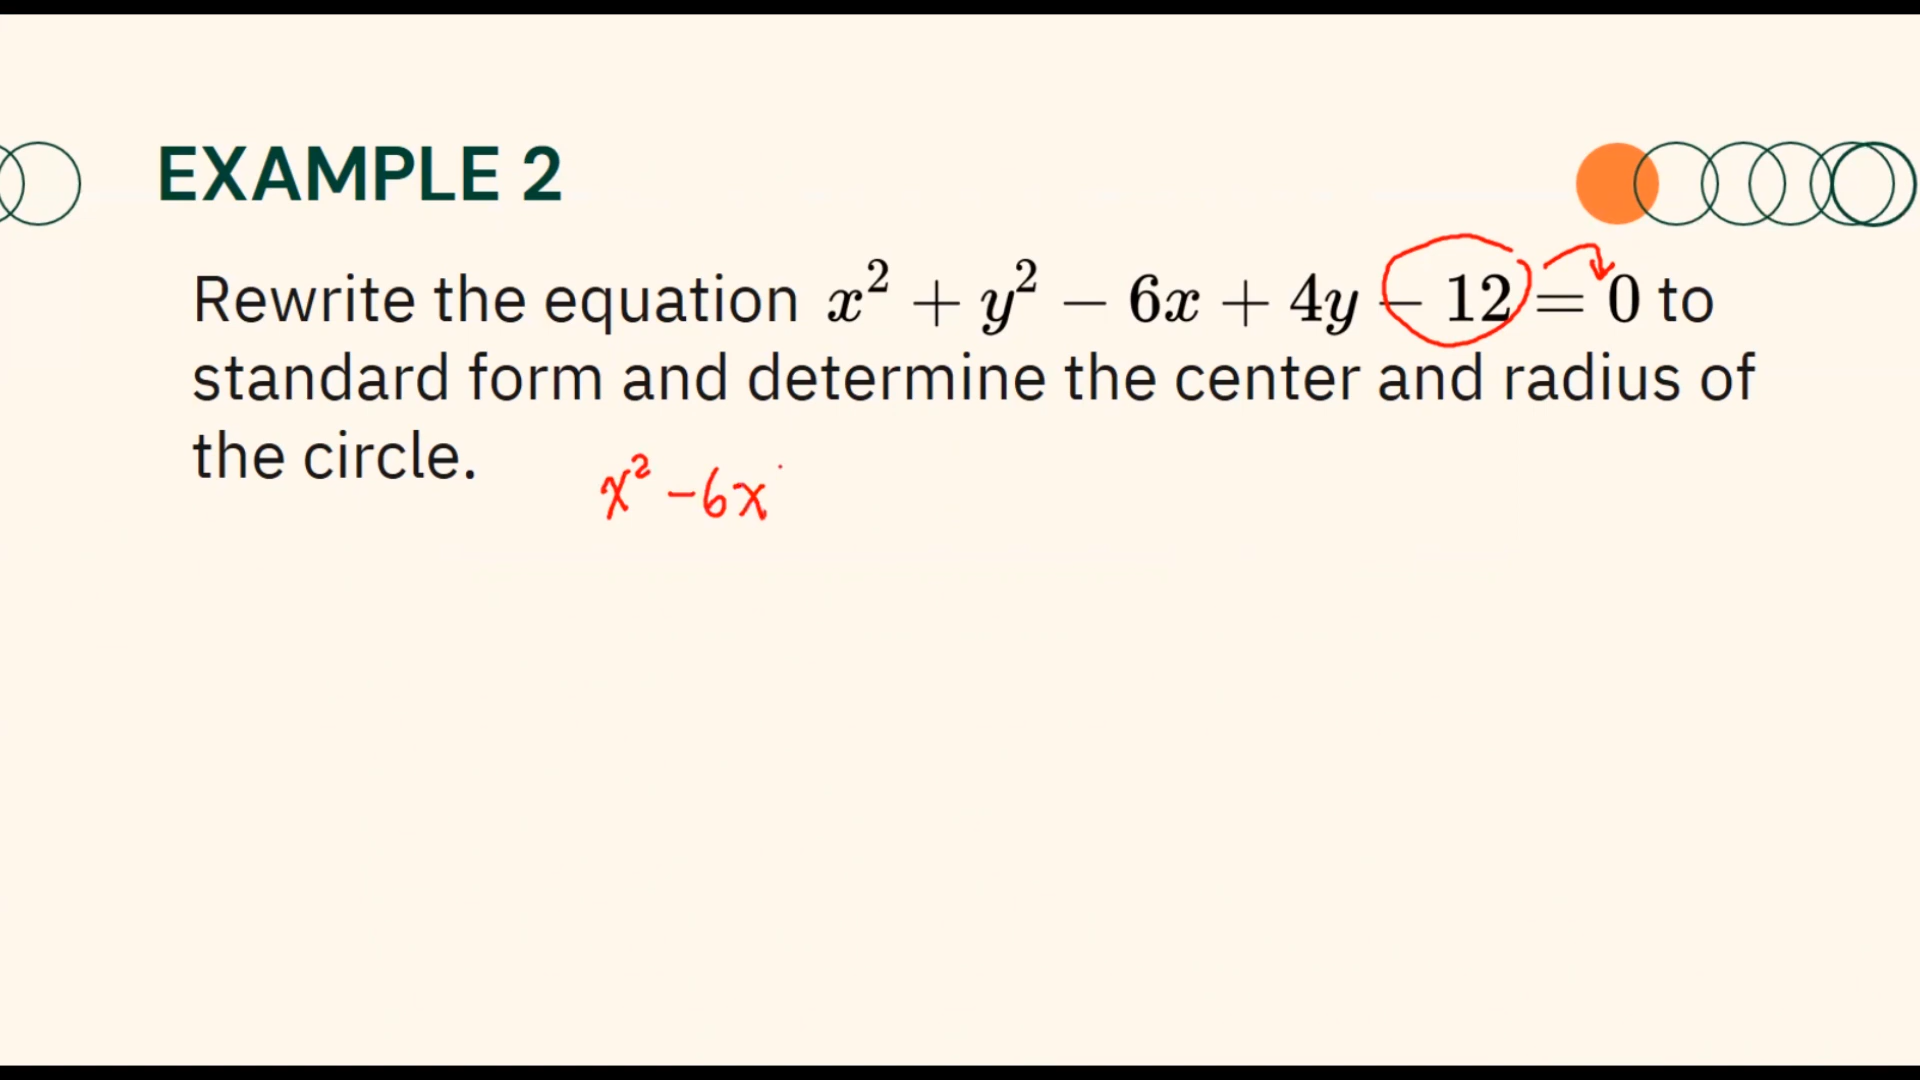 EXAMPLE 2
Rewrite the equation x² + y² − 6x + 4y − 12 = 0 to
standard form and determine the center and radius of
the circle.
x² −6x